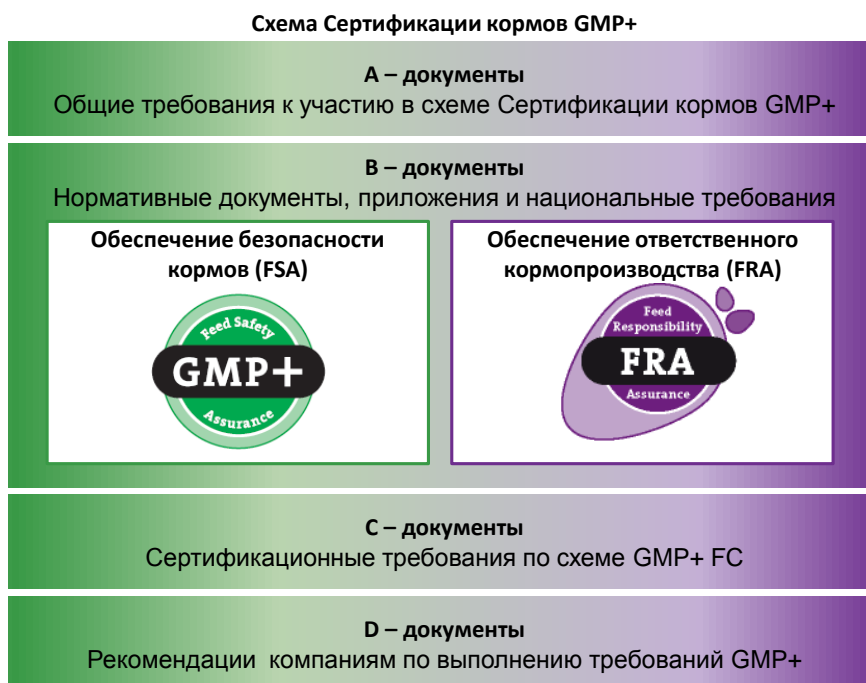 Схема Сертификации кормов GMP+
A – документы
Общие требования к участию в схеме Сертификации кормов GMP+
B – документы
Нормативные документы, приложения и национальные требования
Обеспечение безопасности
кормов (FSA)
Feed Safety
GMP+
Assurance
Обеспечение ответственного
кормопроизводства (FRA)
Feed
Responsibility
FRA
Assurance
C – документы
Сертификационные требования по схеме GMP+ FC
D – документы
Рекомендации  компаниям по выполнению требований GMP+